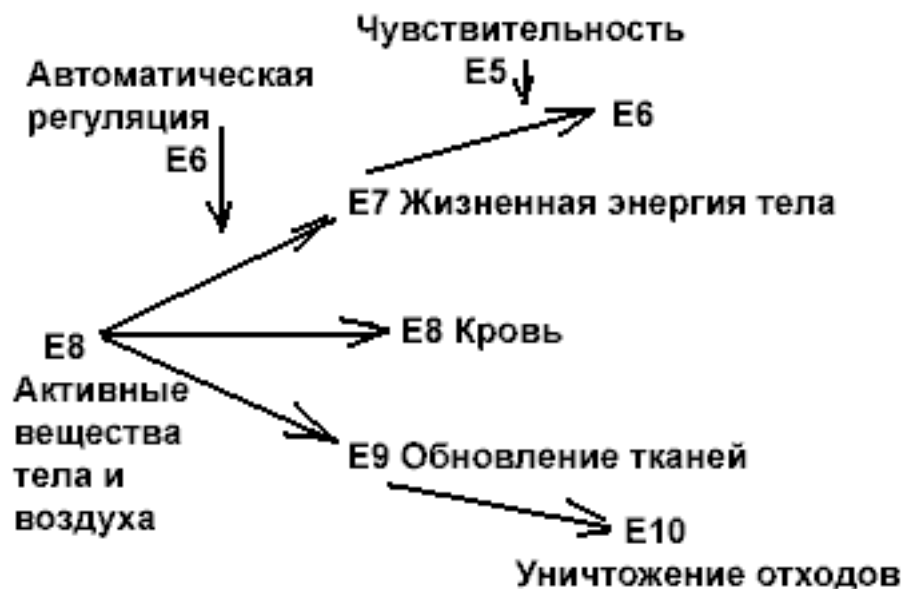 Чувствительность
E5
Автоматическая
регуляция
E6
E6
E7 Жизненная энергия тела
E8
E8 Кровь
Активные
вещества
тела и
воздуха
E9 Обновление тканей
E10
Уничтожение отходов